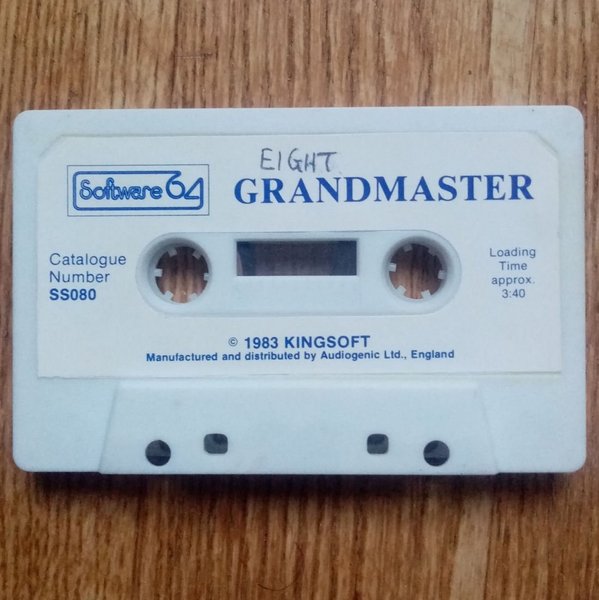 EIGHT
Software 64
GRANDMASTER
Catalogue
Number
SS080
Loading
Time
approx.
3:40
© 1983 KINGSOFT
Manufactured and distributed by Audiogenic Ltd., England